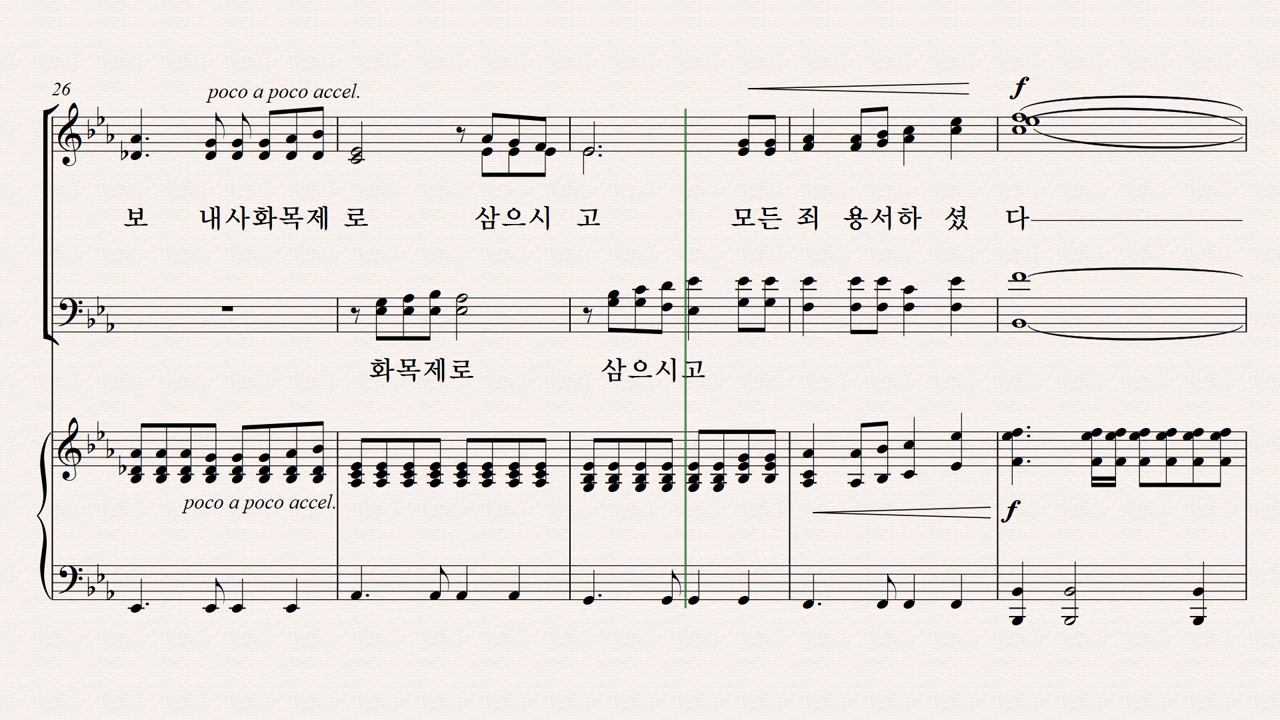 26
poco a poco accel.
f
보 내사화목제 로 삼으시 고 모든 죄 용서하 셨 다
화목제로 삼으시고
poco a poco accel.
f